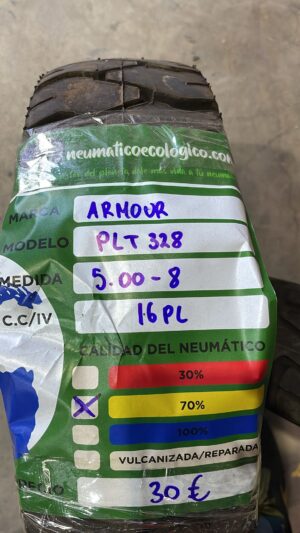 neumaticoecologico.com
MARCA ARMOUR
MODELO PLT 328
MEDIDA 5.00-8
C.C/IV 16PL
CALIDAD DEL NEUMÁTICO
30%
X 70%
100%
VULCANIZADA/REPARADA
PRECIO 30 €